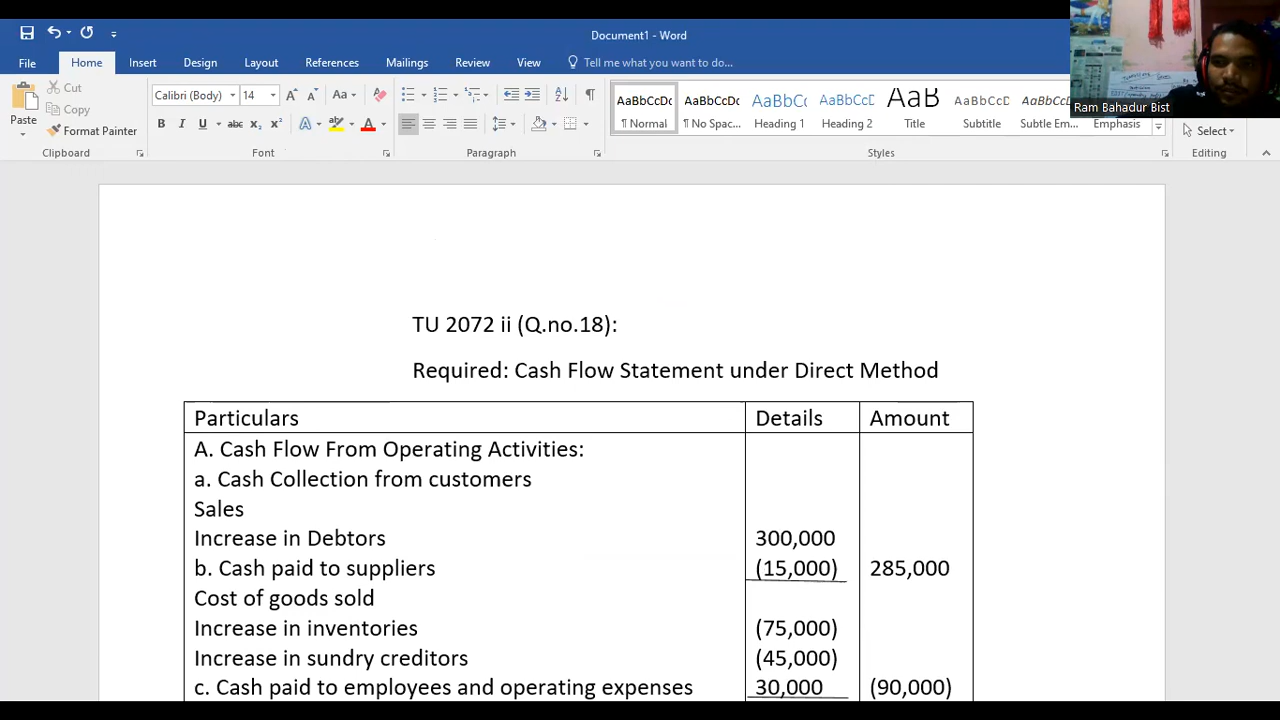 Document1 - Word
File Home Insert Design Layout References Mailings Review View Tell me what you want to do...
Ram Bahadur Bist
Paste
Cut
Copy
Format Painter
Calibri (Body) 14 Aa
B I U abc x₂ x² A A
AaBbCcDc AaBbCcDc AaBbCc AaBbCcD AaB AaBbCcD AaBbCcDc
¶ Normal ¶ No Spac... Heading 1 Heading 2 Title Subtitle Subtle Em... Emphasis
Select
Clipboard Font Paragraph Styles Editing
TU 2072 ii (Q.no.18):
Required: Cash Flow Statement under Direct Method
Particulars Details Amount
A. Cash Flow From Operating Activities:
a. Cash Collection from customers
Sales
Increase in Debtors 300,000
b. Cash paid to suppliers (15,000) 285,000
Cost of goods sold
Increase in inventories (75,000)
Increase in sundry creditors (45,000)
c. Cash paid to employees and operating expenses 30,000 (90,000)